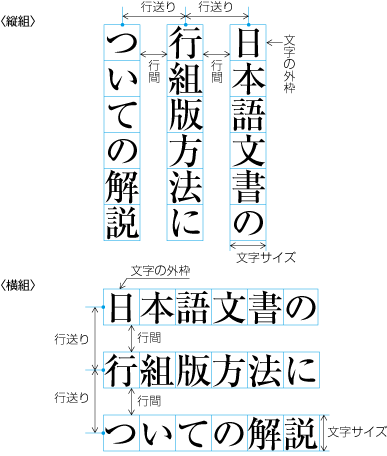 〈縦組〉
行送り
行送り
日本語文書の
行組版方法に
ついての解説
行間
行間
文字の外枠
文字サイズ
〈横組〉
文字の外枠
日本語文書の
行送り
行間
行組版方法に
行送り
行間
ついての解説
文字サイズ